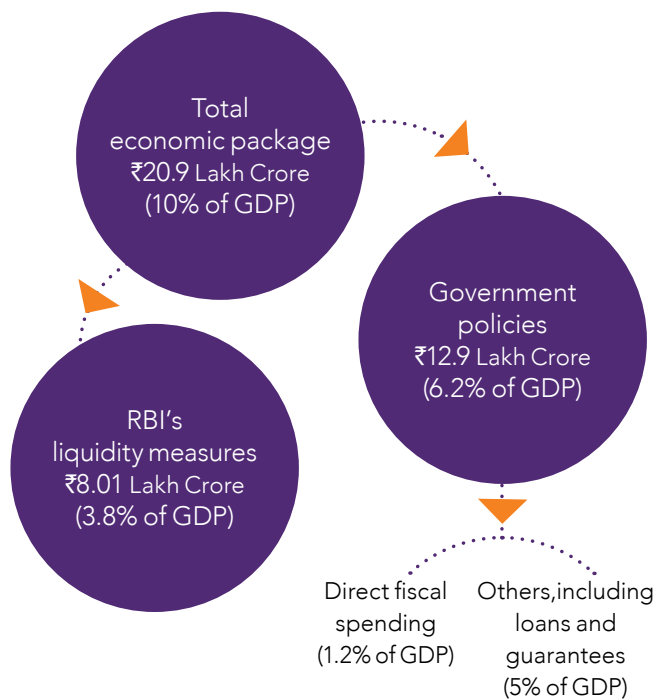 Total
economic package
₹20.9 Lakh Crore
(10% of GDP)
Government
policies
₹12.9 Lakh Crore
(6.2% of GDP)
RBI's
liquidity measures
₹8.01 Lakh Crore
(3.8% of GDP)
Direct fiscal
spending
(1.2% of GDP)
Others,including
loans and
guarantees
(5% of GDP)